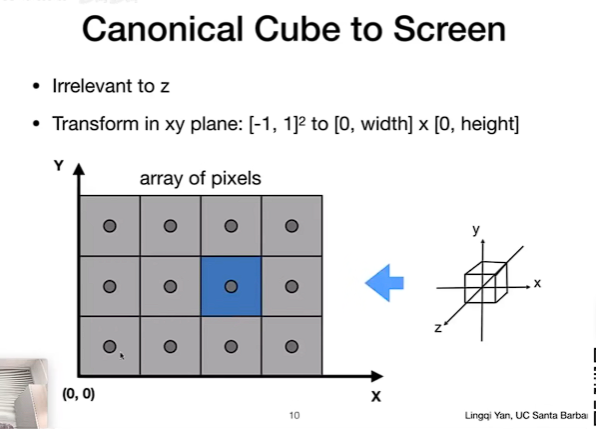 Canonical Cube to Screen
• Irrelevant to z
• Transform in xy plane: [-1, 1]² to [0, width] x [0, height]
Y
array of pixels
y
x
z
(0, 0)
X
10
Lingqi Yan, UC Santa Barba